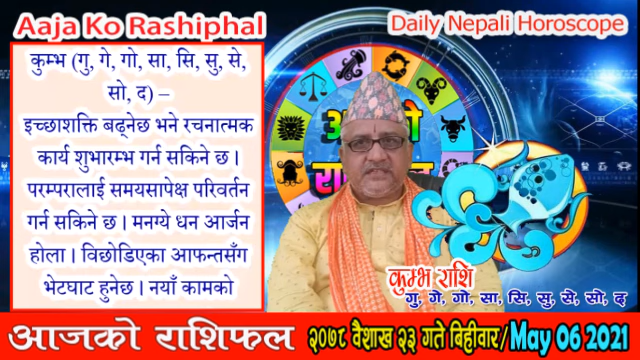 Aaja Ko Rashiphal
Daily Nepali Horoscope
कुम्भ (गु, गे, गो, सा, सि, सु, से,
सो, द) –
इच्छाशक्ति बढ्नेछ भने रचनात्मक
कार्य शुभारम्भ गर्न सकिने छ।
परम्परालाई समयसापेक्ष परिवर्तन
गर्न सकिने छ। मनग्ये धन आर्जन
होला। विछोडिएका आफन्तसँग
भेटघाट हुनेछ। नयाँ कामको
कुम्भ राशि
गु, गे, गो, सा, सि, सु, से, सो, द
आजको राशिफल २०७८ वैशाख २३ गते बिहीवार/May 06 2021